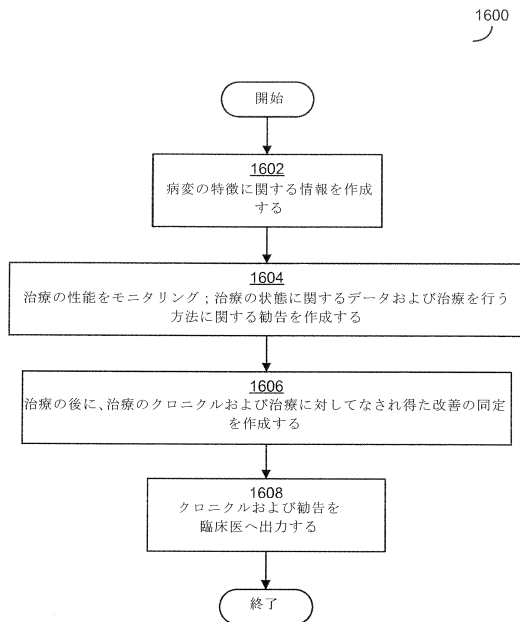 1600
開始
1602
病変の特徴に関する情報を作成
する
1604
治療の性能をモニタリング；治療の状態に関するデータおよび治療を行う
方法に関する勧告を作成する
1606
治療の後に、治療のクロニクルおよび治療に対してなされ得た改善の同定
を作成する
1608
クロニクルおよび勧告を
臨床医へ出力する
終了